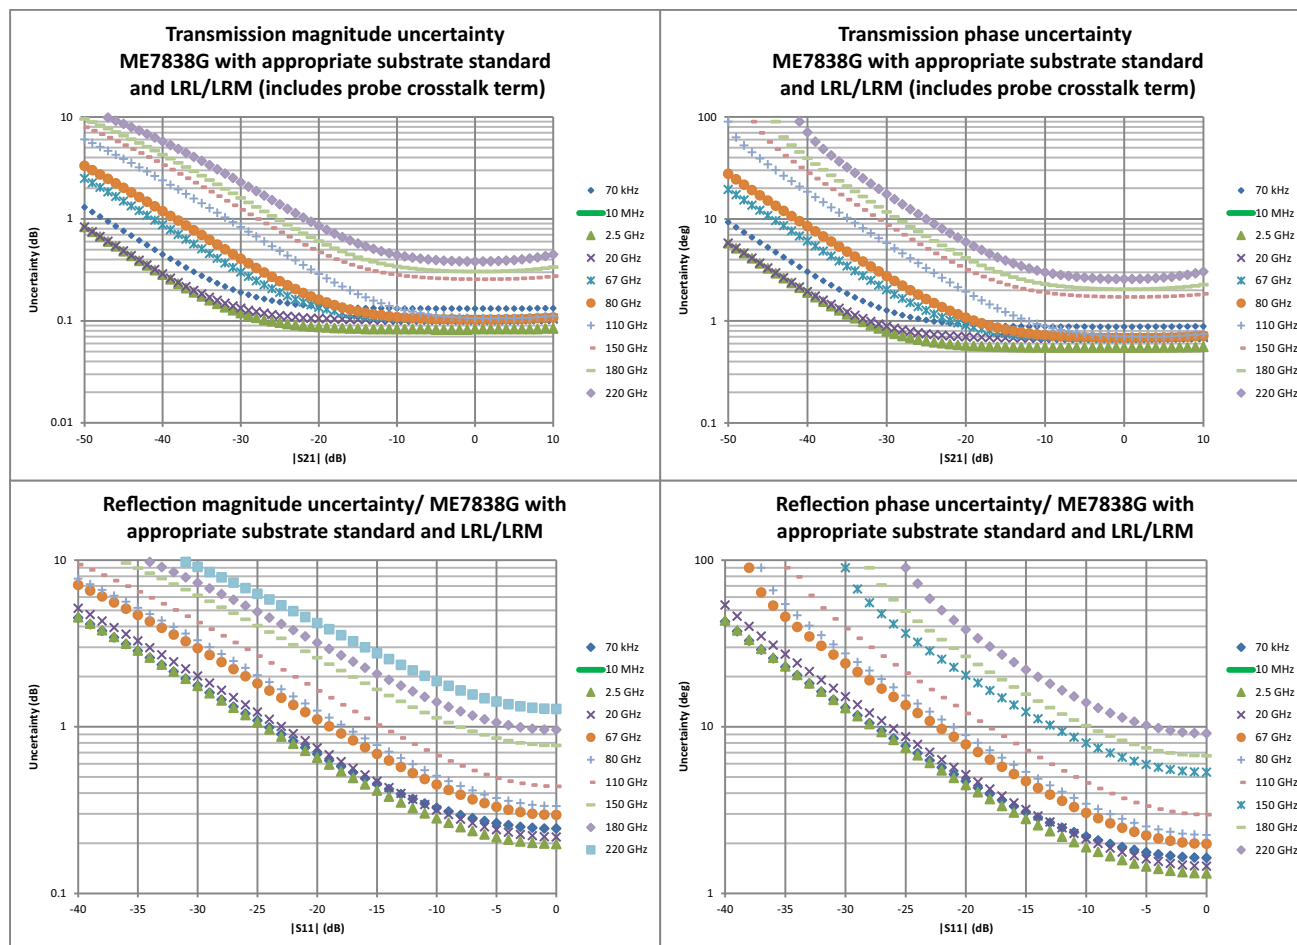 Transmission magnitude uncertainty
ME7838G with appropriate substrate standard
and LRL/LRM (includes probe crosstalk term)
10
1
0.1
0.01
Uncertainty (dB)
-50
-40
-30
-20
-10
0
10
|S21| (dB)
70 kHz
10 MHz
2.5 GHz
20 GHz
67 GHz
80 GHz
110 GHz
150 GHz
180 GHz
220 GHz
Transmission phase uncertainty
ME7838G with appropriate substrate standard
and LRL/LRM (includes probe crosstalk term)
100
10
1
0.1
Uncertainty (deg)
-50
-40
-30
-20
-10
0
10
|S21| (dB)
70 kHz
10 MHz
2.5 GHz
20 GHz
67 GHz
80 GHz
110 GHz
150 GHz
180 GHz
220 GHz
Reflection magnitude uncertainty/ ME7838G with
appropriate substrate standard and LRL/LRM
10
1
0.1
Uncertainty (dB)
-40
-35
-30
-25
-20
-15
-10
-5
0
|S11| (dB)
70 kHz
10 MHz
2.5 GHz
20 GHz
67 GHz
80 GHz
110 GHz
150 GHz
180 GHz
220 GHz
Reflection phase uncertainty/ ME7838G with
appropriate substrate standard and LRL/LRM
100
10
1
Uncertainty (deg)
-40
-35
-30
-25
-20
-15
-10
-5
0
|S11| (dB)
70 kHz
10 MHz
2.5 GHz
20 GHz
67 GHz
80 GHz
110 GHz
150 GHz
180 GHz
220 GHz